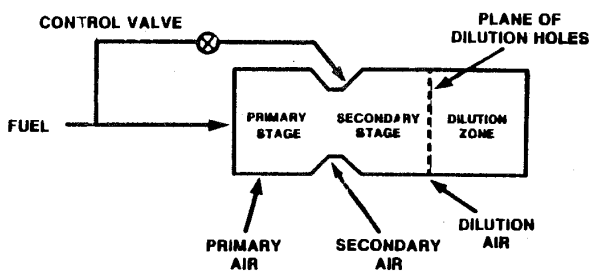 CONTROL VALVE
PLANE OF
DILUTION HOLES
FUEL
PRIMARY
STAGE
SECONDARY
STAGE
DILUTION
ZONE
PRIMARY
AIR
SECONDARY
AIR
DILUTION
AIR